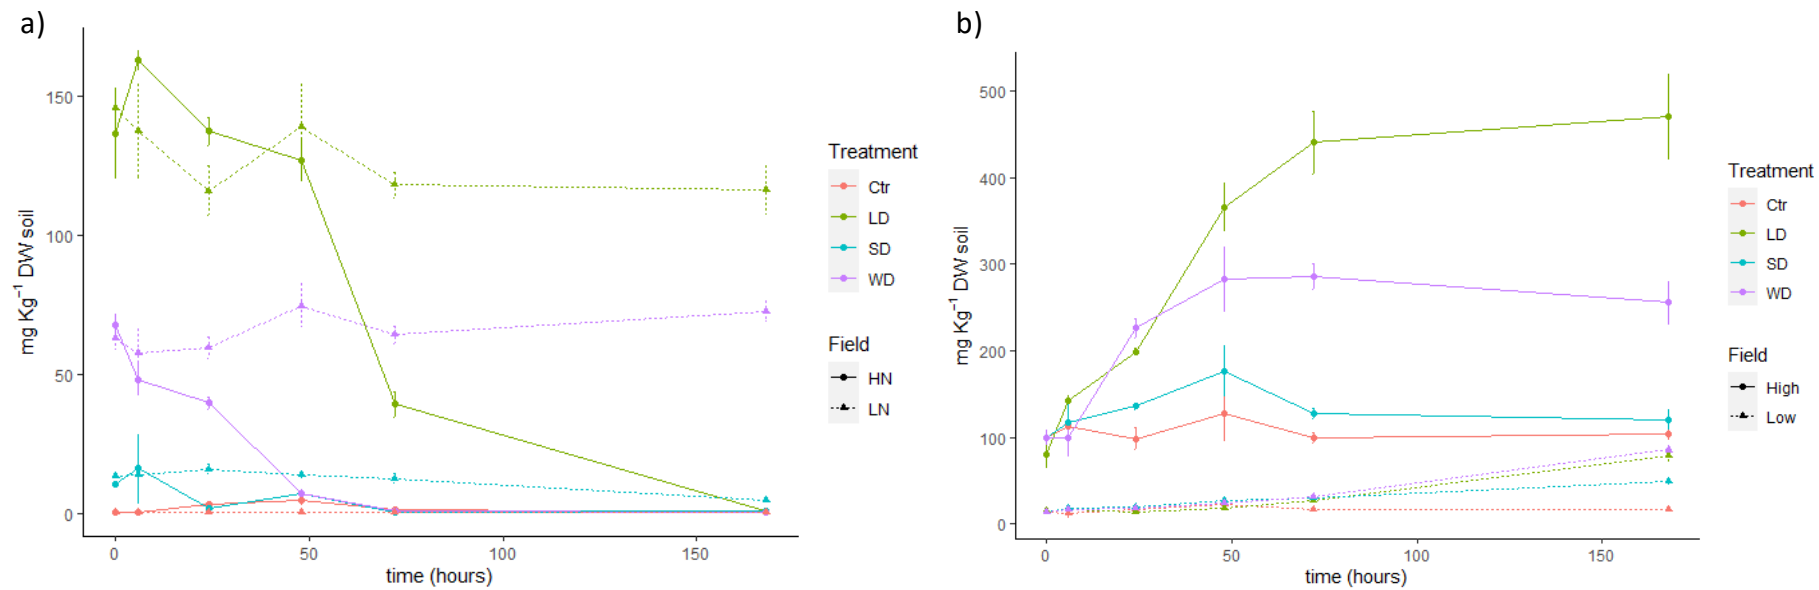 a)
150
100
50
0
mg Kg⁻¹ DW soil
0 50 100 150
time (hours)
Treatment
Ctr
LD
SD
WD
Field
HN
LN
b)
500
400
300
200
100
0
mg Kg⁻¹ DW soil
0 50 100 150
time (hours)
Treatment
Ctr
LD
SD
WD
Field
High
Low